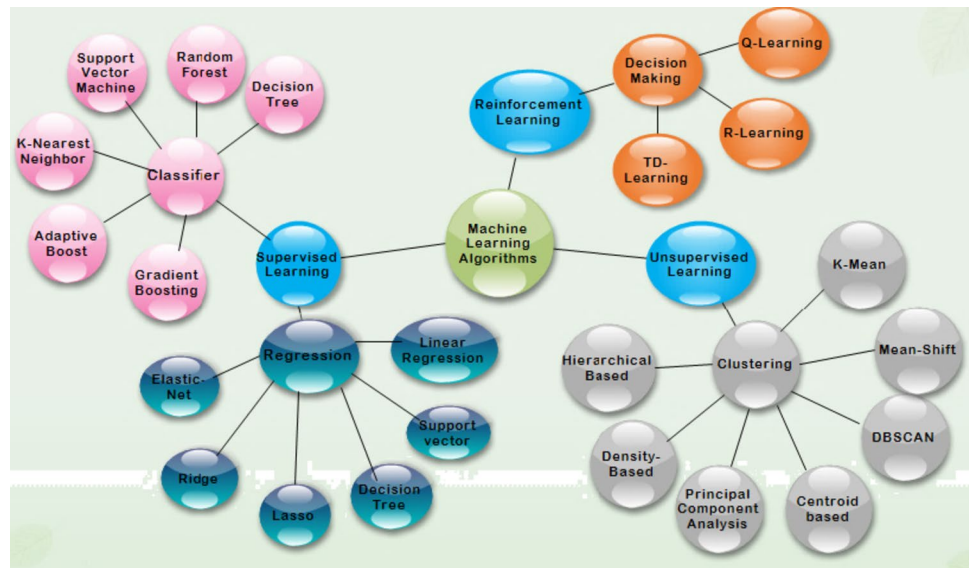 Support
Vector
Machine
Random
Forest
Decision
Tree
K-Nearest
Neighbor
Classifier
Adaptive
Boost
Gradient
Boosting
Supervised
Learning
Machine
Learning
Algorithms
Reinforcement
Learning
Decision
Making
Q-Learning
R-Learning
TD-
Learning
Unsupervised
Learning
K-Mean
Mean-Shift
Clustering
Hierarchical
Based
DBSCAN
Density-
Based
Principal
Component
Analysis
Centroid
based
Regression
Linear
Regression
Elastic-
Net
Support
vector
Ridge
Lasso
Decision
Tree